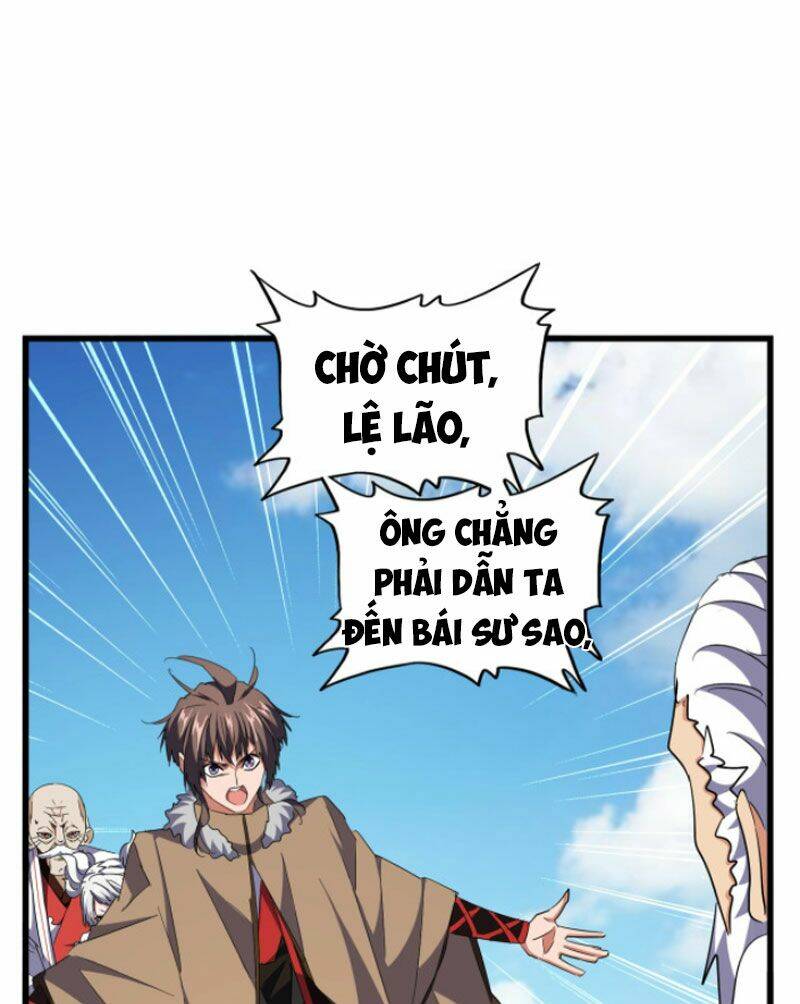 CHỜ CHÚT,
LỆ LÃO,
ÔNG CHẲNG
PHẢI DẪN TA
ĐẾN BÁI SƯ SAO,